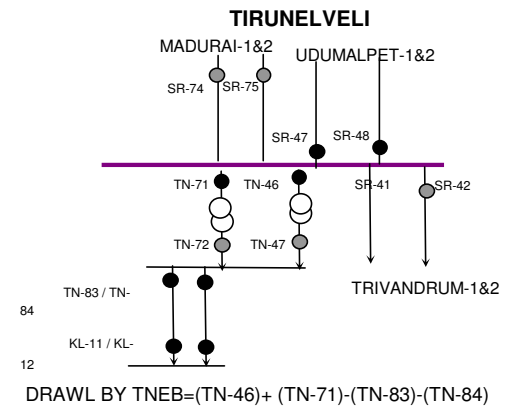 TIRUNELVELI
MADURAI-1&2
UDUMALPET-1&2
SR-74
SR-75
SR-47
SR-48
TN-71
TN-46
SR-41
SR-42
TN-72
TN-47
TRIVANDRUM-1&2
TN-83 / TN-
84
KL-11 / KL-
12
DRAWL BY TNEB=(TN-46)+ (TN-71)-(TN-83)-(TN-84)